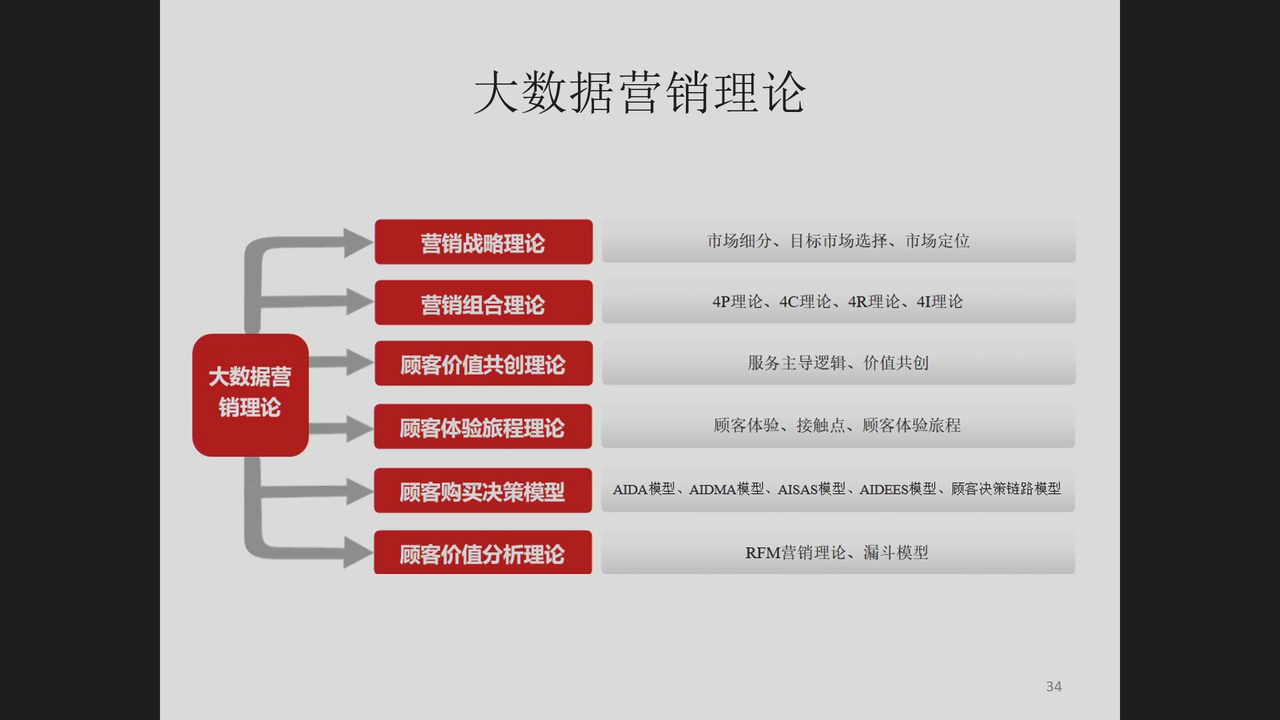 大数据营销理论
大数据营
销理论
营销战略理论
市场细分、目标市场选择、市场定位
营销组合理论
4P理论、4C理论、4R理论、4I理论
顾客价值共创理论
服务主导逻辑、价值共创
顾客体验旅程理论
顾客体验、接触点、顾客体验旅程
顾客购买决策模型
AIDA模型、AIDMA模型、AISAS模型、AIDEES模型、顾客决策链路模型
顾客价值分析理论
RFM营销理论、漏斗模型
34